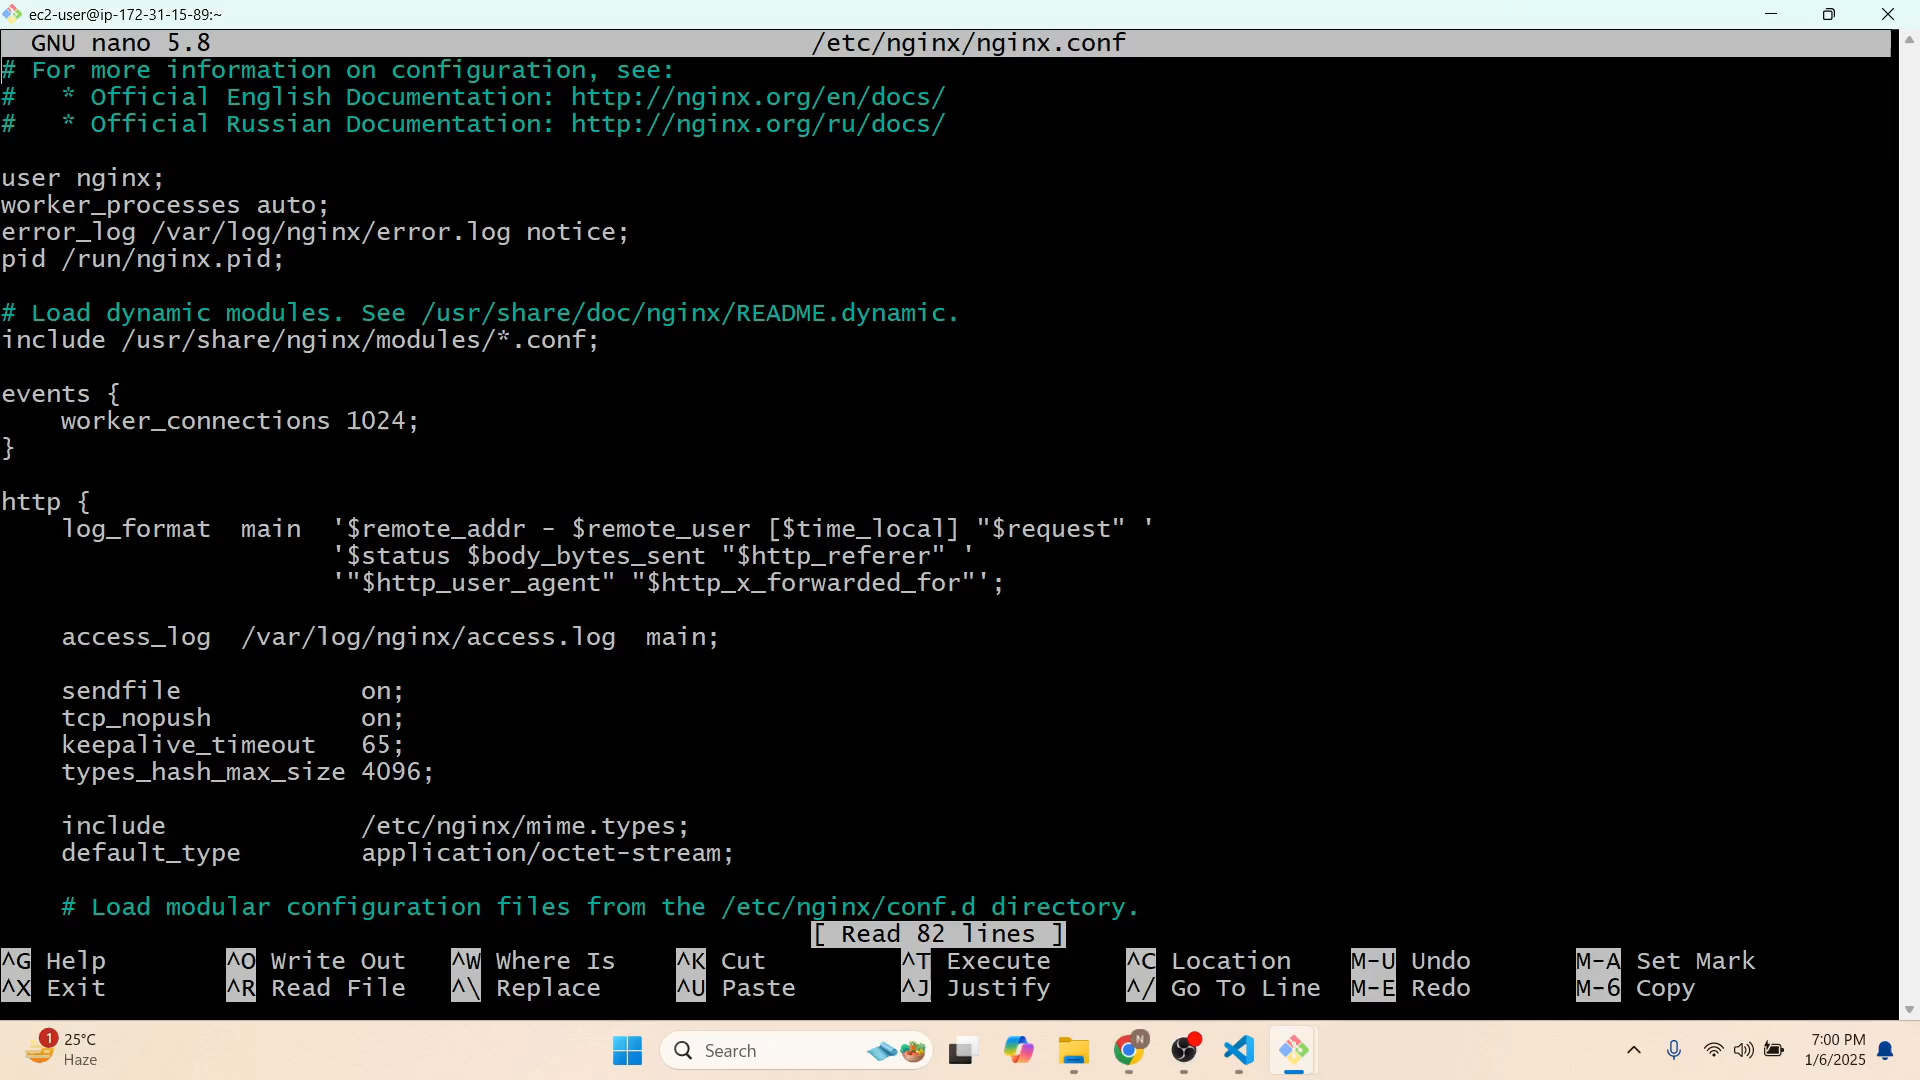 ec2-user@ip-172-31-15-89:~
GNU nano 5.8 /etc/nginx/nginx.conf
# For more information on configuration, see:
#   * Official English Documentation: http://nginx.org/en/docs/
#   * Official Russian Documentation: http://nginx.org/ru/docs/
user nginx;
worker_processes auto;
error_log /var/log/nginx/error.log notice;
pid /run/nginx.pid;
# Load dynamic modules. See /usr/share/doc/nginx/README.dynamic.
include /usr/share/nginx/modules/*.conf;
events {
    worker_connections 1024;
}
http {
    log_format  main  '$remote_addr - $remote_user [$time_local] "$request" '
                      '$status $body_bytes_sent "$http_referer" '
                      '"$http_user_agent" "$http_x_forwarded_for"';
    access_log  /var/log/nginx/access.log  main;
    sendfile            on;
    tcp_nopush          on;
    keepalive_timeout   65;
    types_hash_max_size 4096;
    include             /etc/nginx/mime.types;
    default_type        application/octet-stream;
    # Load modular configuration files from the /etc/nginx/conf.d directory.
[ Read 82 lines ]
^G Help ^O Write Out ^W Where Is ^K Cut ^T Execute ^C Location M-U Undo M-A Set Mark
^X Exit ^R Read File ^\ Replace ^U Paste ^J Justify ^/ Go To Line M-E Redo M-6 Copy
1 25°C
Haze
Search
N
7:00 PM
1/6/2025